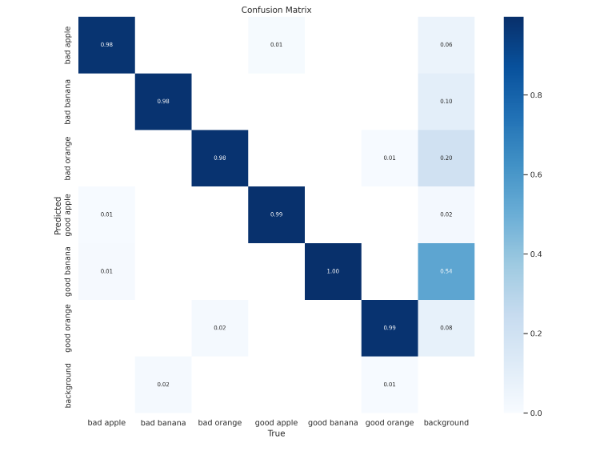 Confusion Matrix
bad apple
0.98
0.01
0.06
bad banana
0.98
0.10
0.8
bad orange
0.98
0.01
0.20
0.6
Predicted
good apple
0.01
0.99
0.02
0.4
good banana
0.01
1.00
0.54
good orange
0.02
0.99
0.08
0.2
background
0.02
0.01
0.0
bad apple bad banana bad orange good apple good banana good orange background
True